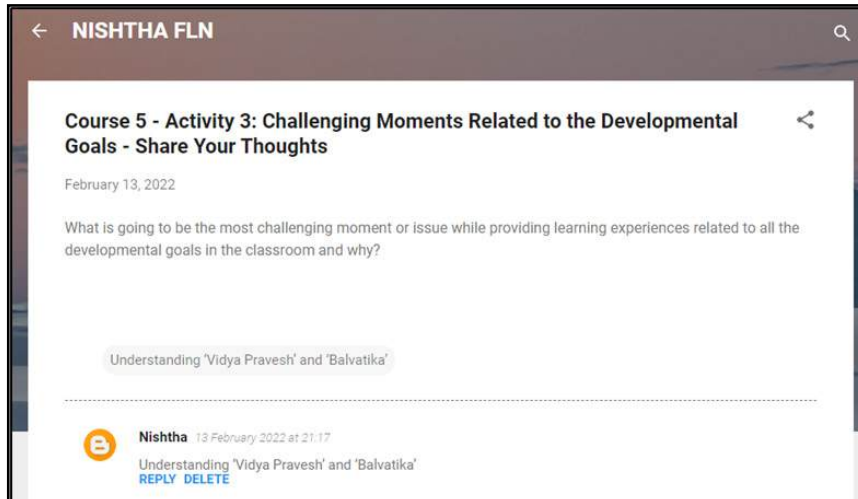 NISHTHA FLN
Course 5 - Activity 3: Challenging Moments Related to the Developmental
Goals - Share Your Thoughts
February 13, 2022
What is going to be the most challenging moment or issue while providing learning experiences related to all the
developmental goals in the classroom and why?
Understanding 'Vidya Pravesh' and 'Balvatika'
Nishtha 13 February 2022 at 21:17
Understanding 'Vidya Pravesh' and 'Balvatika'
REPLY DELETE